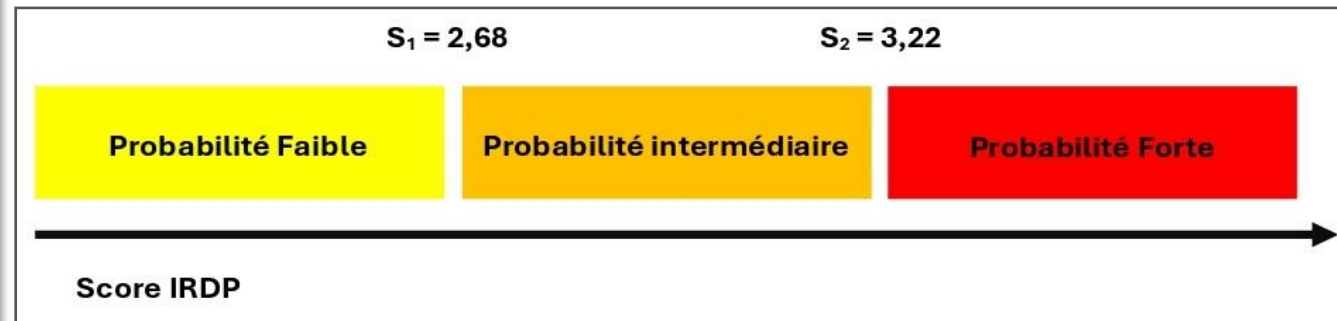 S₁ = 2,68 S₂ = 3,22
Probabilité Faible Probabilité intermédiaire Probabilité Forte
Score IRDP